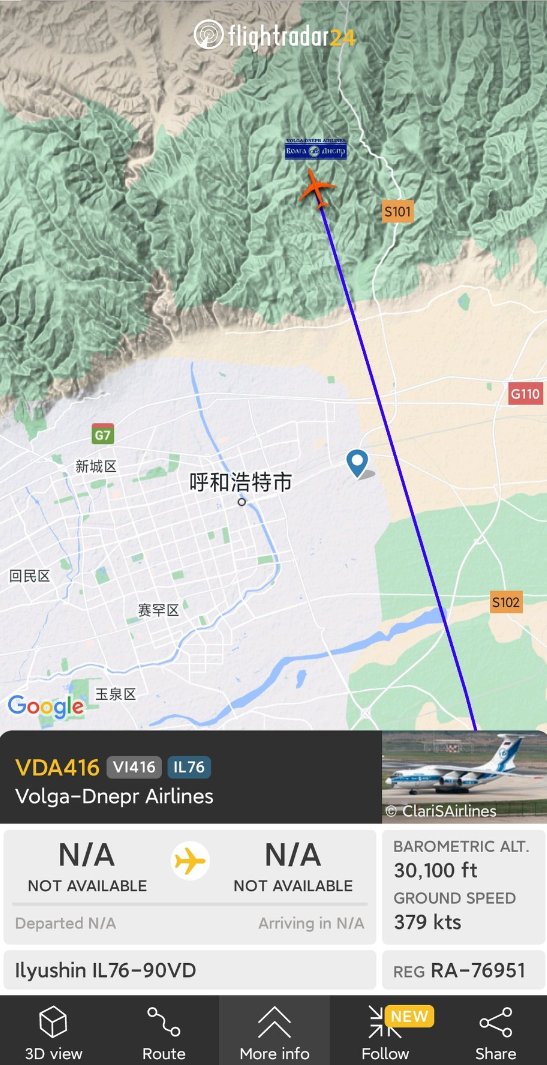 flightradar24
VOLGA-DNEPR AIRLINES
Волга Днепр
S101
G110
G7
新城区
呼和浩特市
回民区
赛罕区
S102
玉泉区
Google
VDA416 VI416 IL76
Volga-Dnepr Airlines
© ClariSAirlines
N/A N/A
NOT AVAILABLE NOT AVAILABLE
Departed N/A Arriving in N/A
BAROMETRIC ALT.
30,100 ft
GROUND SPEED
379 kts
Ilyushin IL76-90VD
REG RA-76951
NEW
3D view Route More info Follow Share